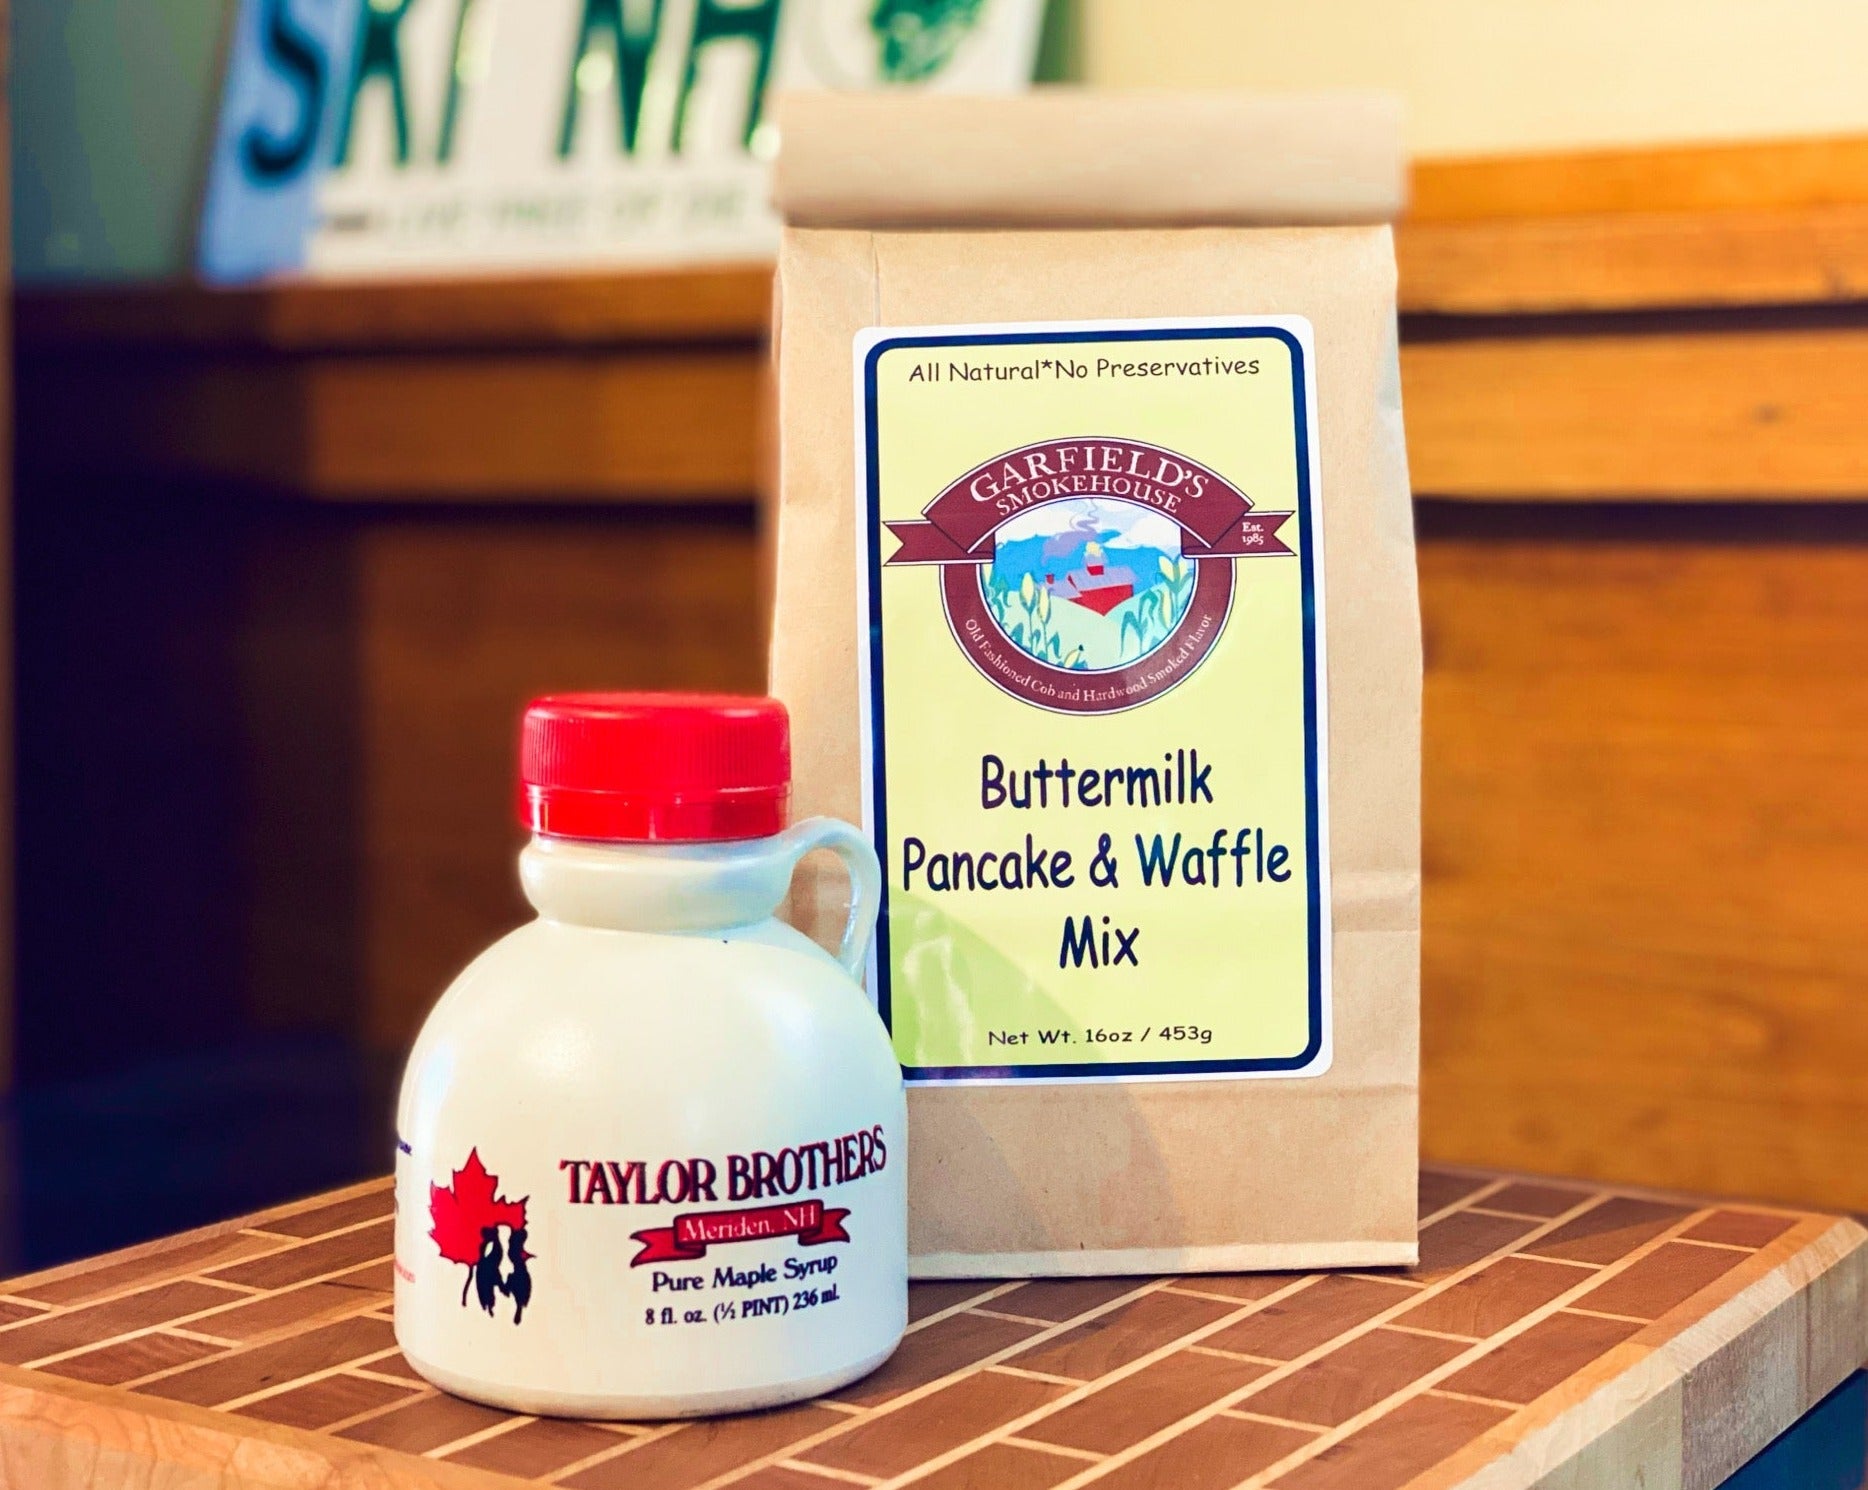 SKI NH
All Natural*No Preservatives
GARFIELD'S
SMOKEHOUSE
Est.
1985
Old Fashioned Cob and Hardwood Smoked Flavor
Buttermilk
Pancake & Waffle
Mix
Net Wt. 16oz / 453g
TAYLOR BROTHERS
Meriden, NH
Pure Maple Syrup
8 fl. oz. (½ PINT) 236 ml.